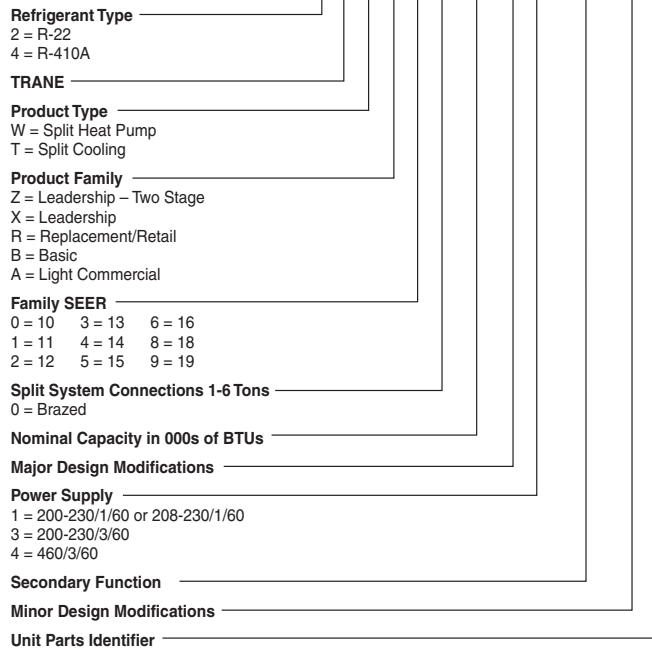 Refrigerant Type
2 = R-22
4 = R-410A
TRANE
Product Type
W = Split Heat Pump
T = Split Cooling
Product Family
Z = Leadership – Two Stage
X = Leadership
R = Replacement/Retail
B = Basic
A = Light Commercial
Family SEER
0 = 10 3 = 13 6 = 16
1 = 11 4 = 14 8 = 18
2 = 12 5 = 15 9 = 19
Split System Connections 1-6 Tons
0 = Brazed
Nominal Capacity in 000s of BTUs
Major Design Modifications
Power Supply
1 = 200-230/1/60 or 208-230/1/60
3 = 200-230/3/60
4 = 460/3/60
Secondary Function
Minor Design Modifications
Unit Parts Identifier